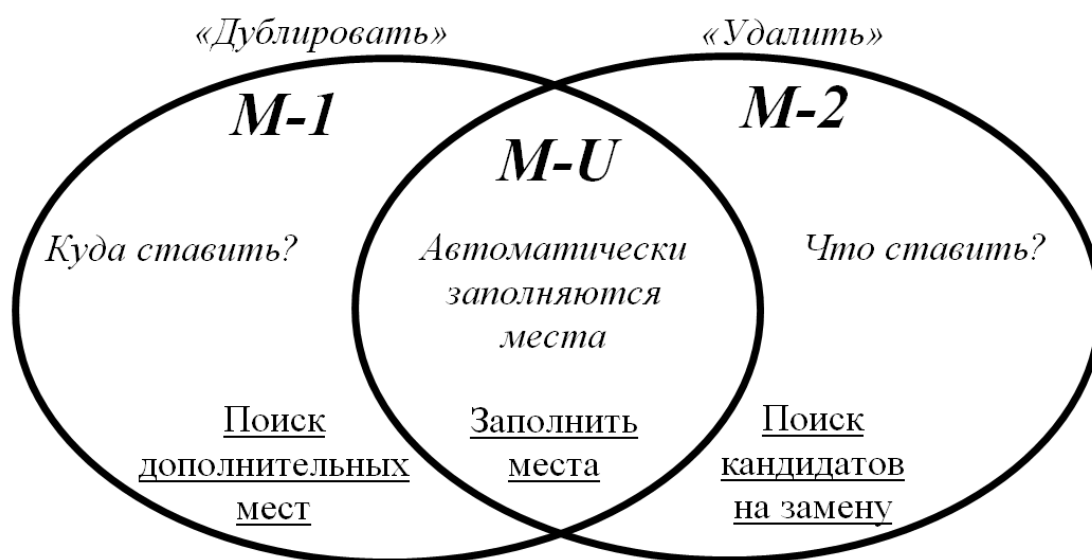 «Дублировать»
«Удалить»
М-1
М-2
М-U
Куда ставить?
Автоматически
заполняются
места
Что ставить?
Поиск
дополнительных
мест
Заполнить
места
Поиск
кандидатов
на замену